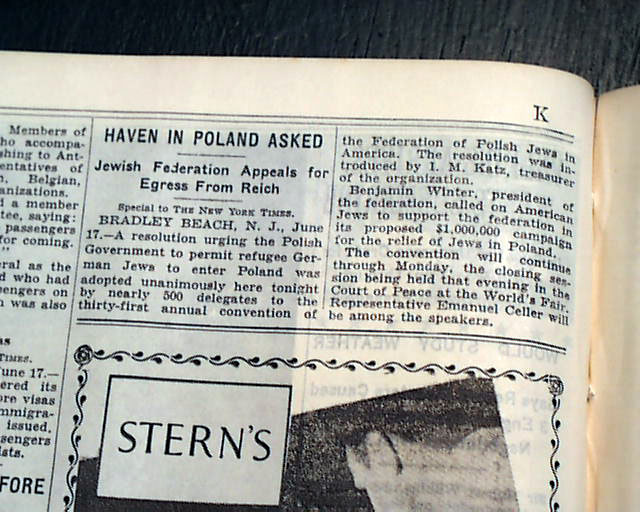 K
Members of
ho accompa-
shing to Ant-
entatives of
Belgian,
anizations.
d a member
tee, saying:
passengers
for coming.
"
eral as the
d who had
engers on
n was also
as
TIMES.
une 17.—
ered its
ore visas
mmigra-
issued.
sengers
sts.
FORE
HAVEN IN POLAND ASKED
Jewish Federation Appeals for
Egress From Reich
Special to THE NEW YORK TIMES.
BRADLEY BEACH, N. J., June
17.—A resolution urging the Polish
Government to permit refugee Ger-
man Jews to enter Poland was
adopted unanimously here tonight
by nearly 500 delegates to the
thirty-first annual convention of
the Federation of Polish Jews in
America. The resolution was in-
troduced by I. M. Katz, treasurer
of the organization.
Benjamin Winter, president of
the federation, called on American
Jews to support the federation in
its proposed $1,000,000 campaign
for the relief of Jews in Poland.
The convention will continue
through Monday, the closing ses-
sion being held that evening in the
Court of Peace at the World's Fair.
Representative Emanuel Celler will
be among the speakers.
STERN'S